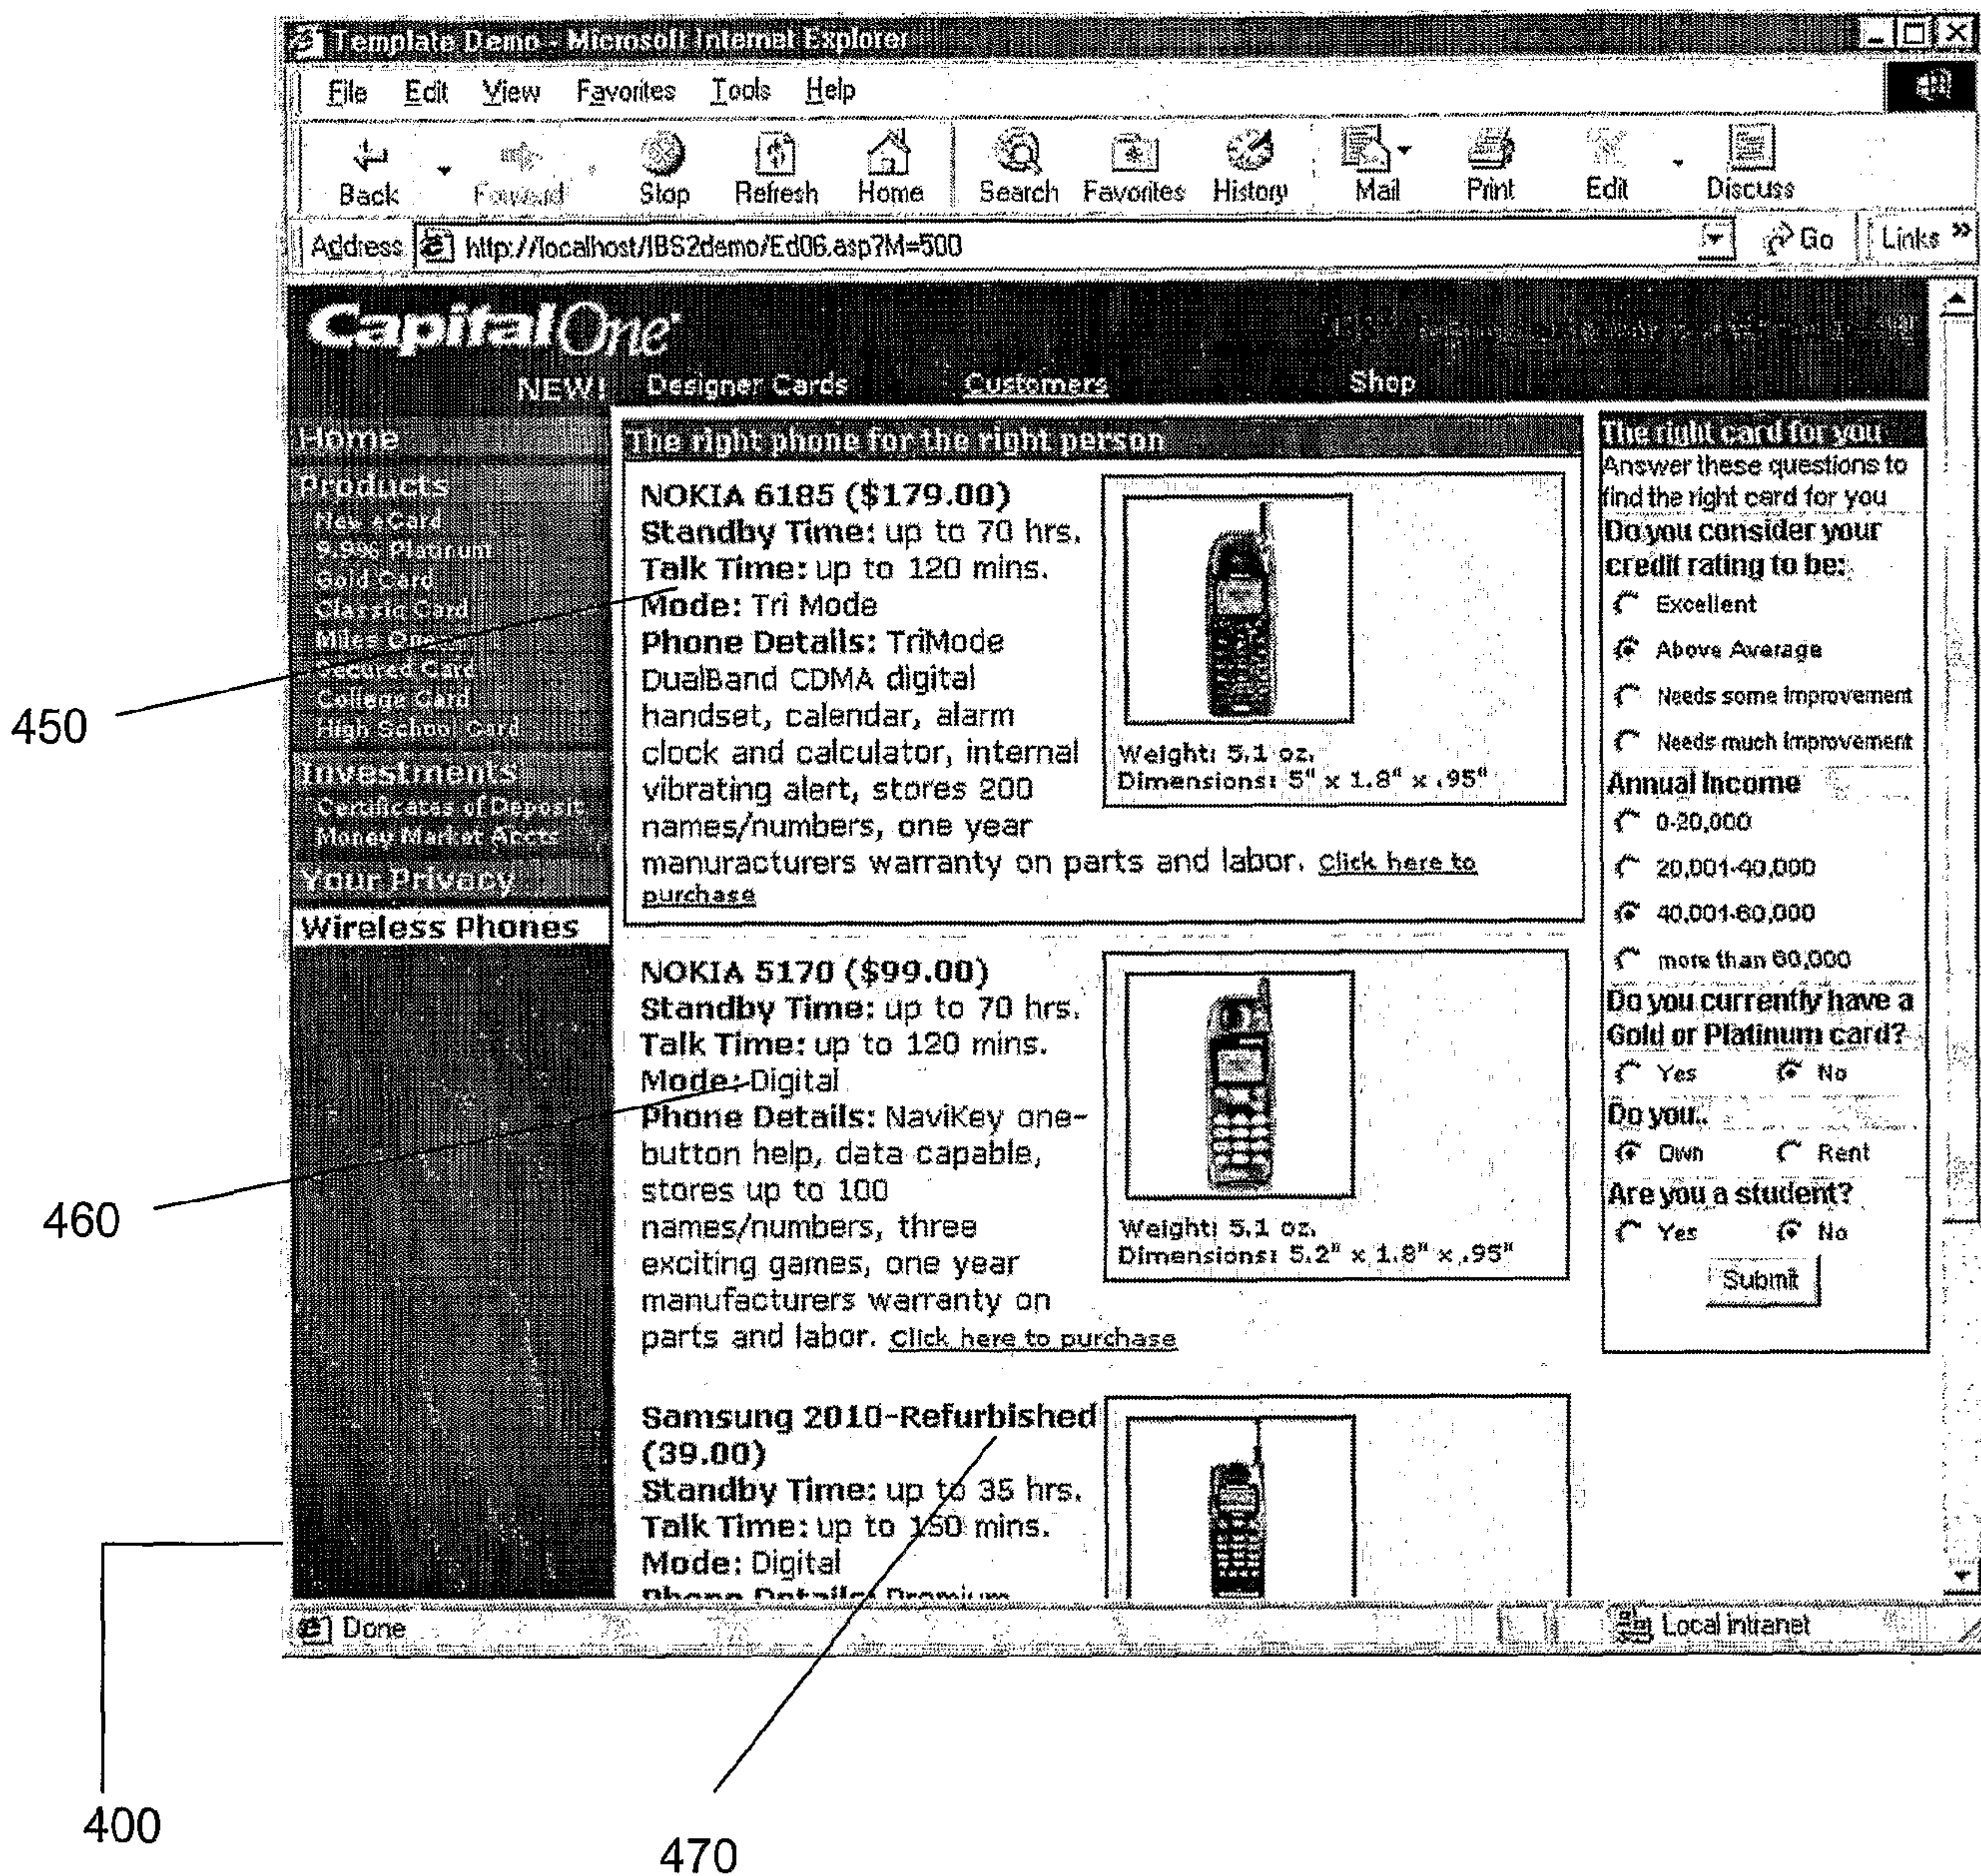 Template Demo - Microsoft Internet Explorer
File Edit View Favorites Tools Help
Back Forward Stop Refresh Home Search Favorites History Mail Print Edit Discuss
Address http://localhost/IBS2demo/Ed06.asp?M=500 Go Links »
CapitalOne
NEW! Designer Cards Customers Shop
Home
Products
New eCard
9.9% Platinum
Gold Card
Classic Card
Miles One
Secured Card
College Card
High School Card
Investments
Certificates of Deposit
Money Market Accts
Your Privacy
Wireless Phones
The right phone for the right person
NOKIA 6185 ($179.00)
Standby Time: up to 70 hrs.
Talk Time: up to 120 mins.
Mode: Tri Mode
Phone Details: TriMode
DualBand CDMA digital
handset, calendar, alarm
clock and calculator, internal
vibrating alert, stores 200
names/numbers, one year
manuracturers warranty on parts and labor. Click here to
purchase
Weight: 5.1 oz.
Dimensions: 5" x 1.8" x .95"
NOKIA 5170 ($99.00)
Standby Time: up to 70 hrs.
Talk Time: up to 120 mins.
Mode: Digital
Phone Details: NaviKey one-
button help, data capable,
stores up to 100
names/numbers, three
exciting games, one year
manufacturers warranty on
parts and labor. Click here to purchase
Weight: 5.1 oz.
Dimensions: 5.2" x 1.8" x .95"
Samsung 2010-Refurbished
(39.00)
Standby Time: up to 35 hrs.
Talk Time: up to 150 mins.
Mode: Digital
Phone Details: Premium
The right card for you
Answer these questions to
find the right card for you
Do you consider your
credit rating to be:
Excellent
Above Average
Needs some improvement
Needs much improvement
Annual Income
0-20,000
20,001-40,000
40,001-60,000
more than 60,000
Do you currently have a
Gold or Platinum card?
Yes No
Do you..
Own Rent
Are you a student?
Yes No
Submit
Done Local intranet
450
460
400
470